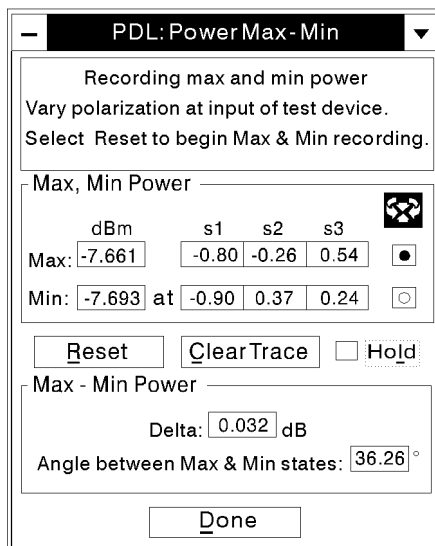 PDL: Power Max - Min
Recording max and min power
Vary polarization at input of test device.
Select Reset to begin Max & Min recording.
Max, Min Power
dBm s1 s2 s3
Max: -7.661 -0.80 -0.26 0.54
Min: -7.693 at -0.90 0.37 0.24
Reset Clear Trace Hold
Max - Min Power
Delta: 0.032 dB
Angle between Max & Min states: 36.26 °
Done